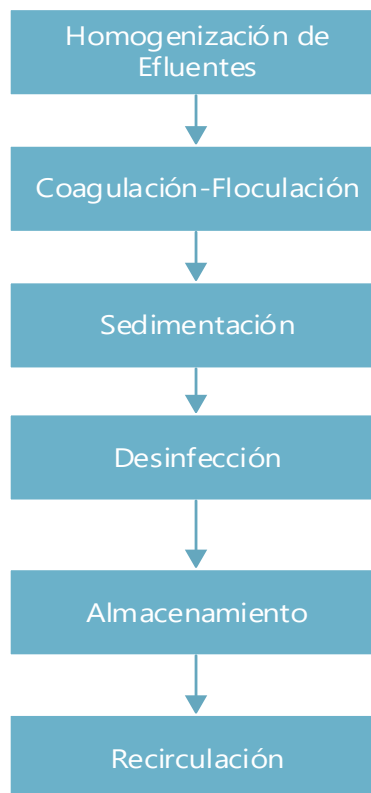 Homogenización de
Efluentes
Coagulación-Floculación
Sedimentación
Desinfección
Almacenamiento
Recirculación